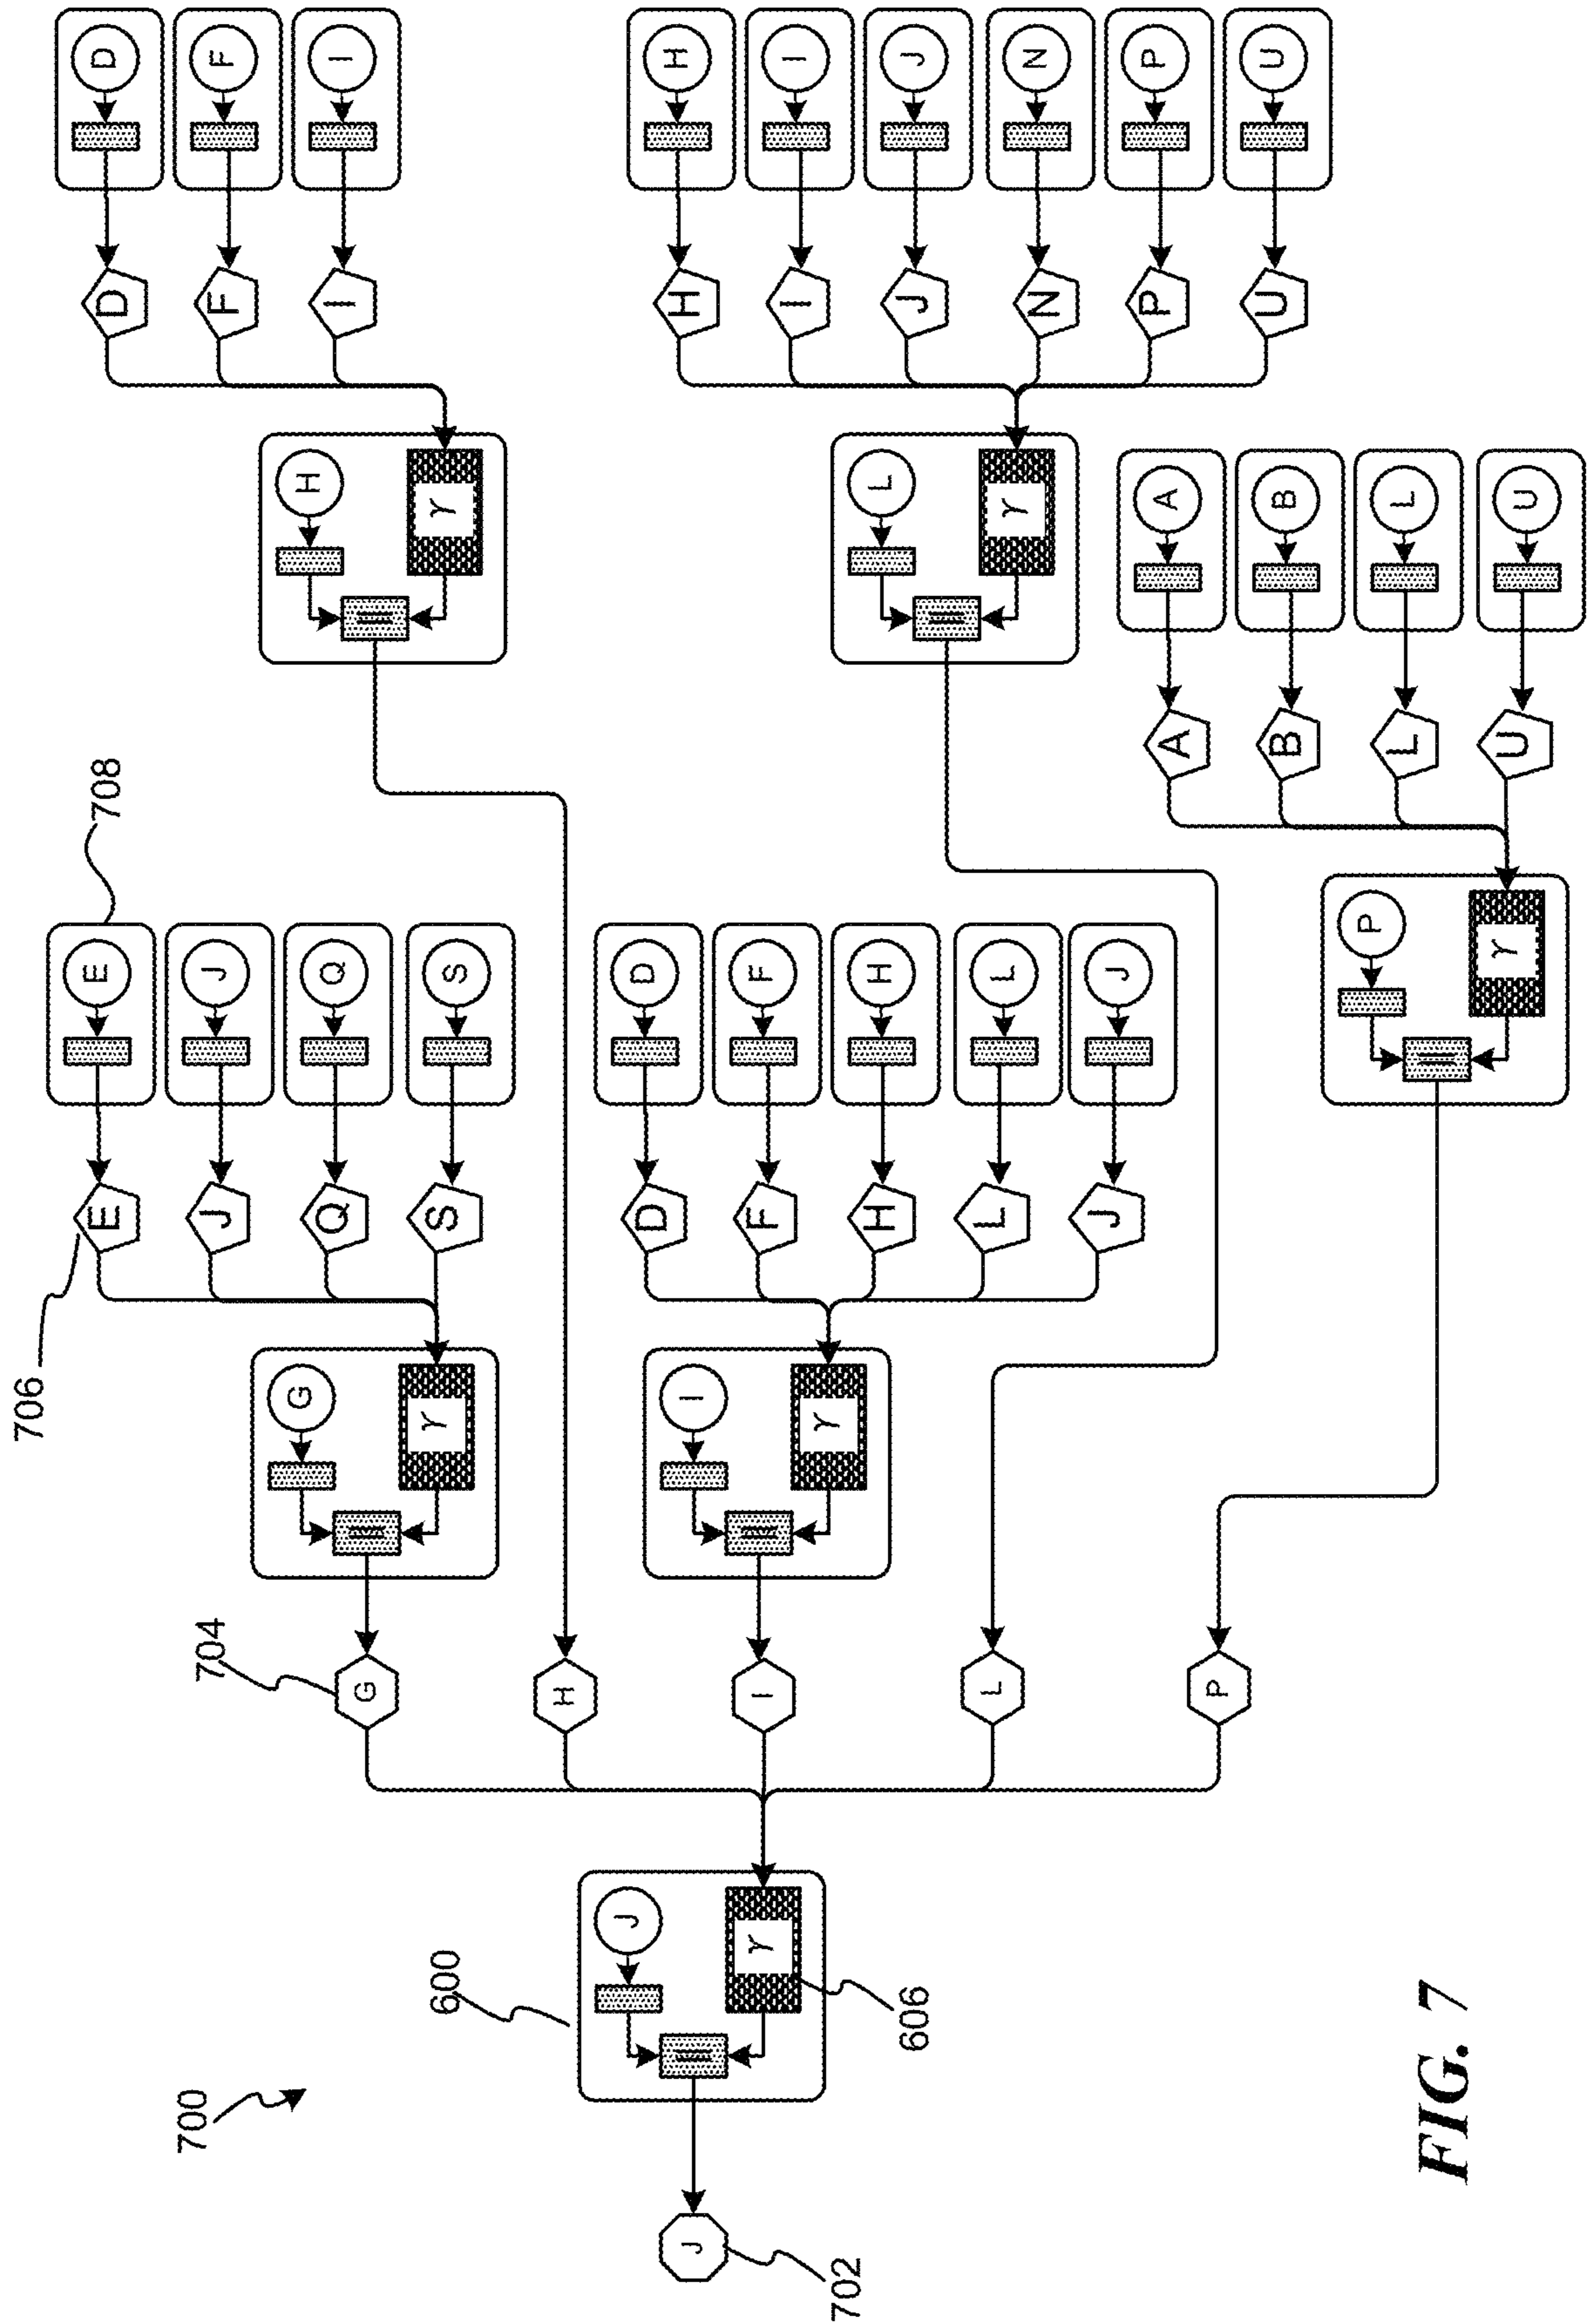 700
J
702
600
J
=
γ
606
704
G
H
I
L
P
G
=
γ
706
E
J
Q
S
708
E
J
Q
S
I
=
γ
D
F
H
L
J
D
F
H
L
J
H
=
γ
D
F
I
D
F
I
L
=
γ
H
I
J
N
P
U
H
I
J
N
P
U
P
=
γ
A
B
L
U
A
B
L
U
FIG. 7